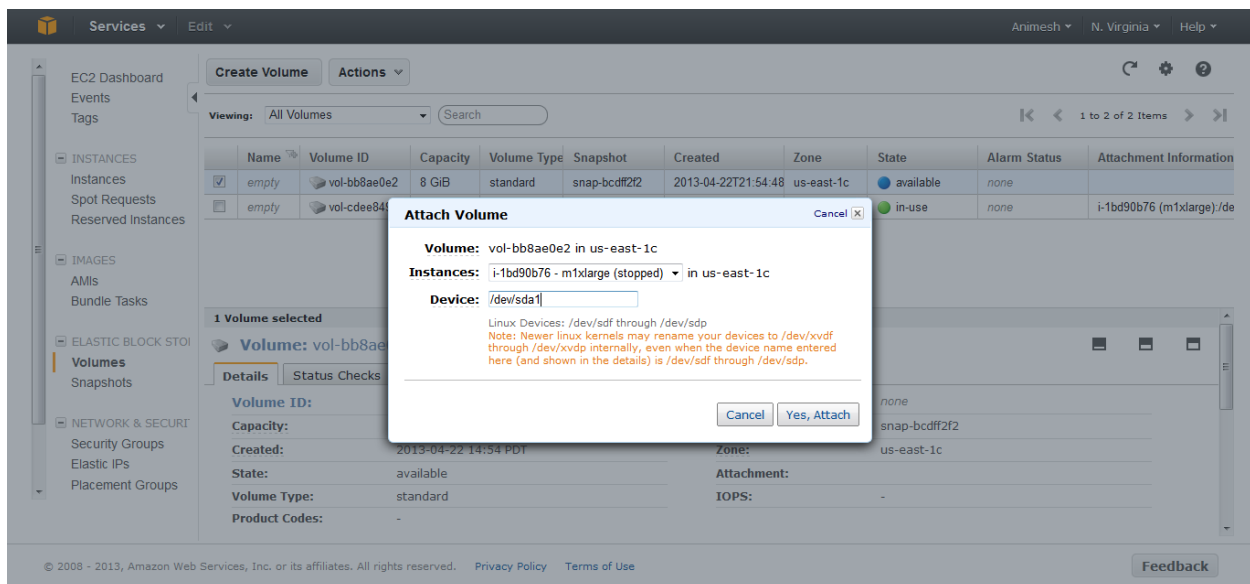 Services Edit Animesh N. Virginia Help
EC2 Dashboard
Events
Tags
INSTANCES
Instances
Spot Requests
Reserved Instances
IMAGES
AMIs
Bundle Tasks
ELASTIC BLOCK STO
Volumes
Snapshots
NETWORK & SECURIT
Security Groups
Elastic IPs
Placement Groups
Create Volume Actions
Viewing: All Volumes Search 1 to 2 of 2 Items
Name Volume ID Capacity Volume Type Snapshot Created Zone State Alarm Status Attachment Information
empty vol-bb8ae0e2 8 GiB standard snap-bcdff2f2 2013-04-22T21:54:48 us-east-1c available none
empty vol-cdee849 in-use none i-1bd90b76 (m1xlarge):/de
Attach Volume Cancel
Volume: vol-bb8ae0e2 in us-east-1c
Instances: i-1bd90b76 - m1xlarge (stopped) in us-east-1c
Device: /dev/sda1
Linux Devices: /dev/sdf through /dev/sdp
Note: Newer linux kernels may rename your devices to /dev/xvdf
through /dev/xvdp internally, even when the device name entered
here (and shown in the details) is /dev/sdf through /dev/sdp.
Cancel Yes, Attach
1 Volume selected
Volume: vol-bb8ae
Details Status Checks
Volume ID: none
Capacity: snap-bcdff2f2
Created: 2013-04-22 14:54 PDT Zone: us-east-1c
State: available Attachment:
Volume Type: standard IOPS: -
Product Codes: -
© 2008 - 2013, Amazon Web Services, Inc. or its affiliates. All rights reserved. Privacy Policy Terms of Use Feedback